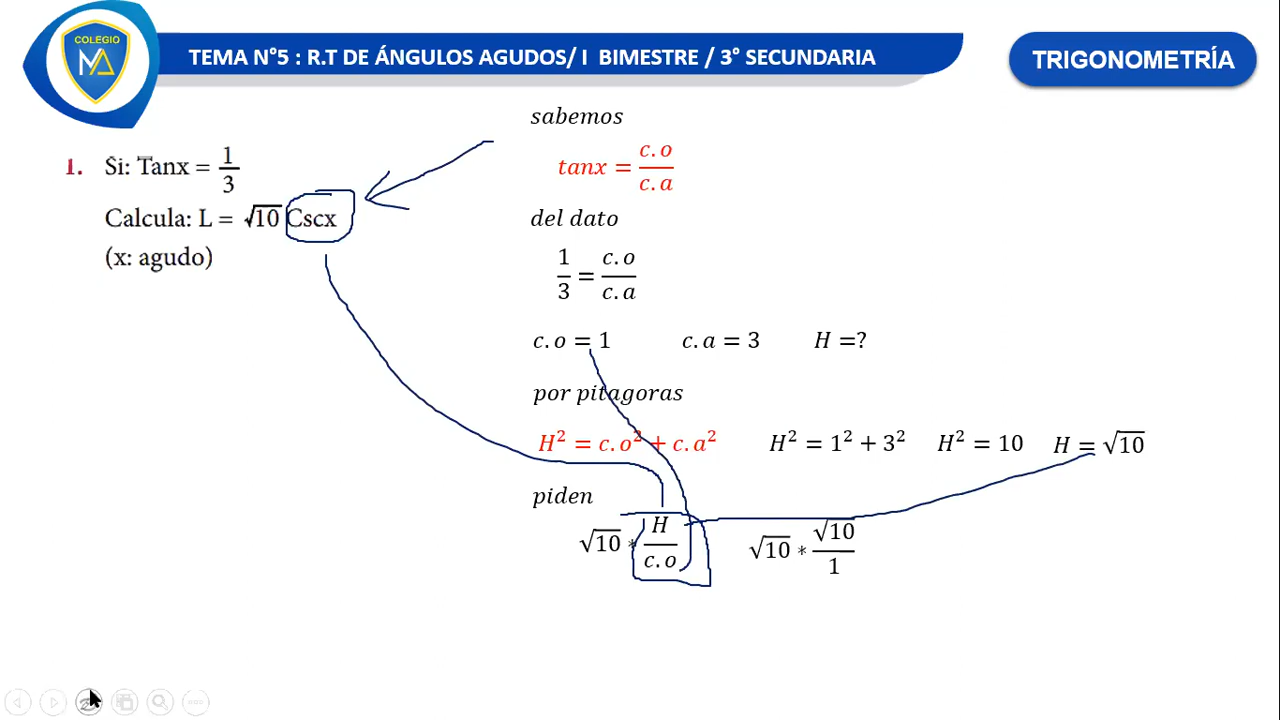 COLEGIO
TEMA N°5 : R.T DE ÁNGULOS AGUDOS/ I BIMESTRE / 3° SECUNDARIA
TRIGONOMETRÍA
1. Si: Tanx = 1/3
Calcula: L = √10 Cscx
(x: agudo)
sabemos
tanx = c.o/c.a
del dato
1/3 = c.o/c.a
c.o = 1 c.a = 3 H =?
por pitagoras
H² = c.o² + c.a² H² = 1² + 3² H² = 10 H = √10
piden
√10 * H/c.o √10 * √10/1